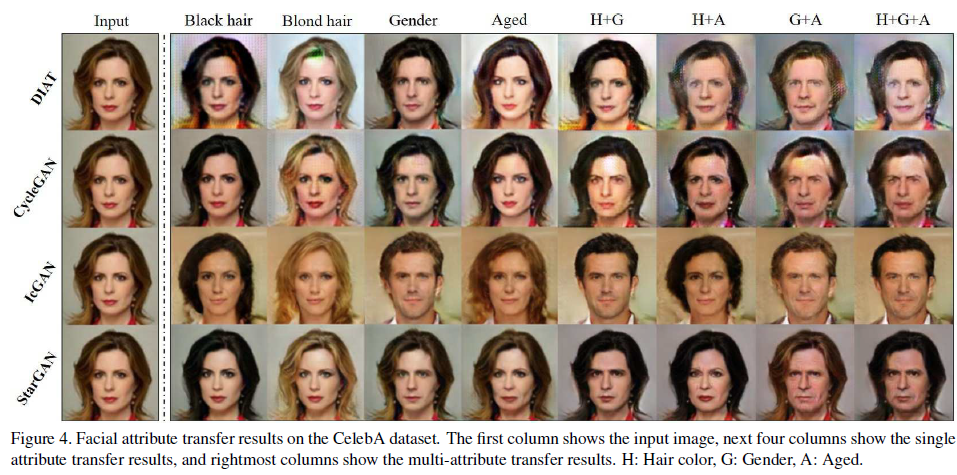 Input Black hair Blond hair Gender Aged H+G H+A G+A H+G+A
DIAT
CycleGAN
IcGAN
StarGAN
Figure 4. Facial attribute transfer results on the CelebA dataset. The first column shows the input image, next four columns show the single
attribute transfer results, and rightmost columns show the multi-attribute transfer results. H: Hair color, G: Gender, A: Aged.